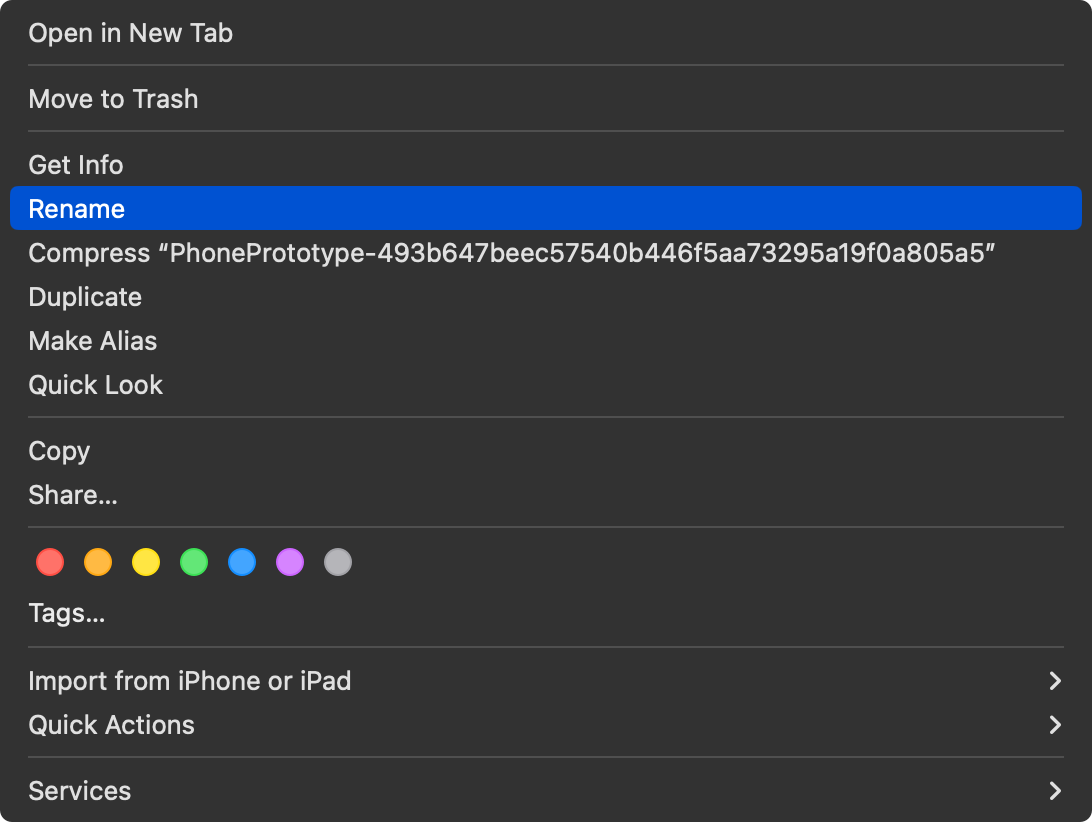 Open in New Tab
Move to Trash
Get Info
Rename
Compress “PhonePrototype-493b647beec57540b446f5aa73295a19f0a805a5”
Duplicate
Make Alias
Quick Look
Copy
Share...
Tags...
Import from iPhone or iPad
Quick Actions
Services